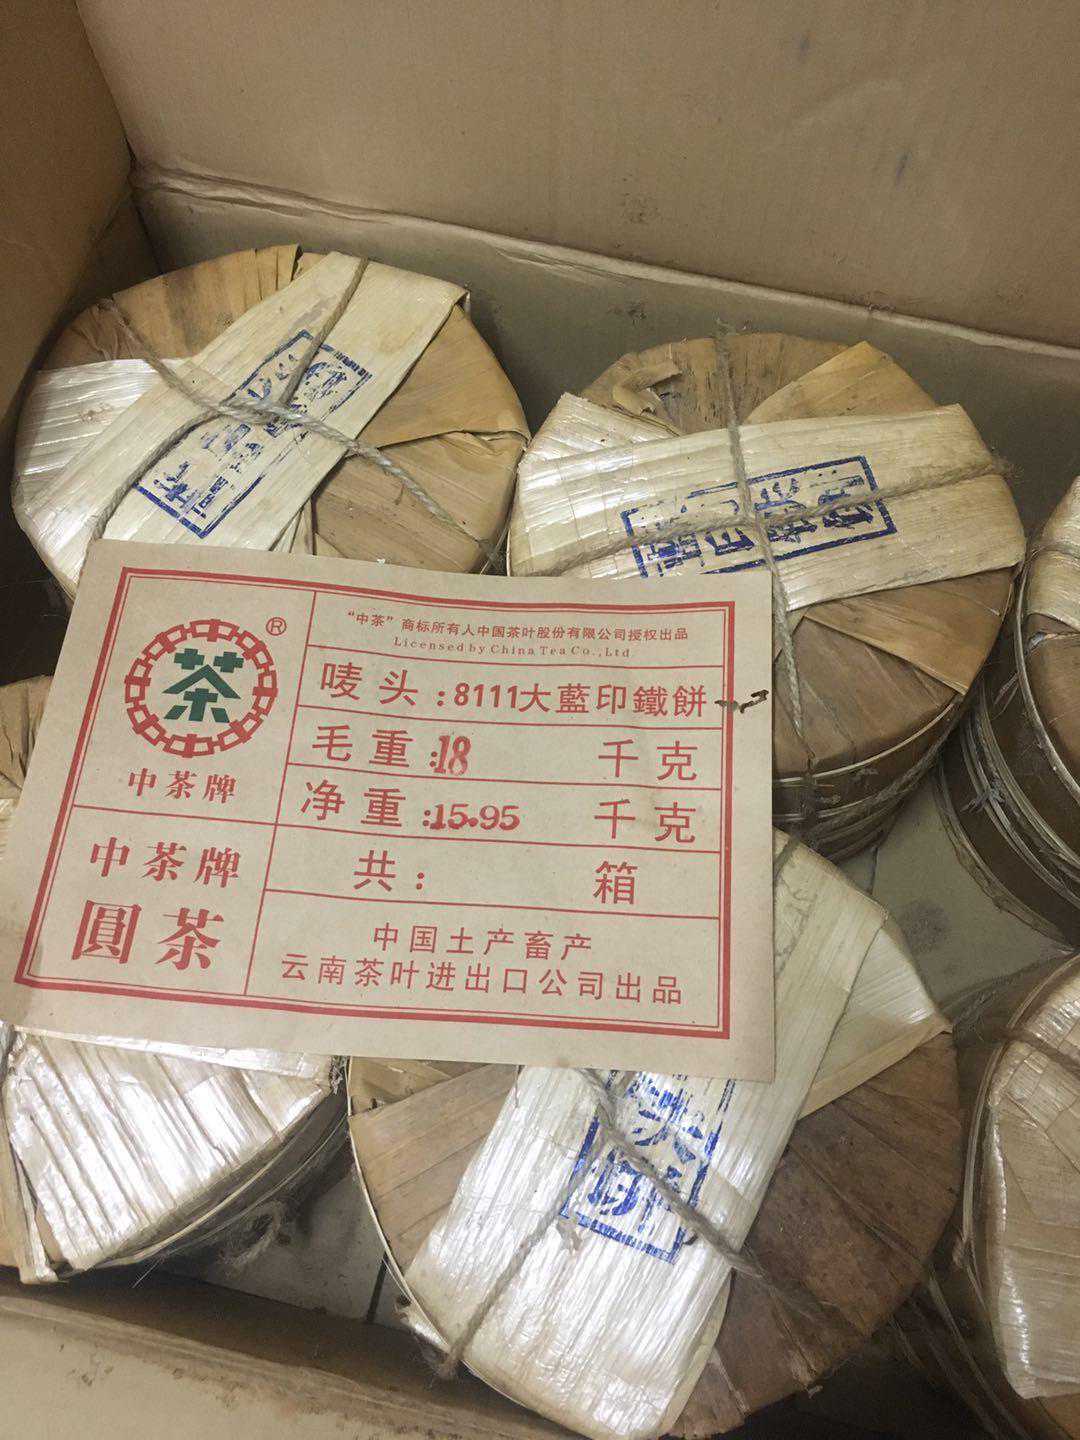 “中茶”商标所有人中国茶叶股份有限公司授权出品
Licensed by China Tea Co.,Ltd
茶
®
中茶牌
唛头:8111大藍印鐵餅
毛重:18 千克
净重:15.95 千克
共: 箱
中茶牌
圓茶
中国土产畜产
云南茶叶进出口公司出品